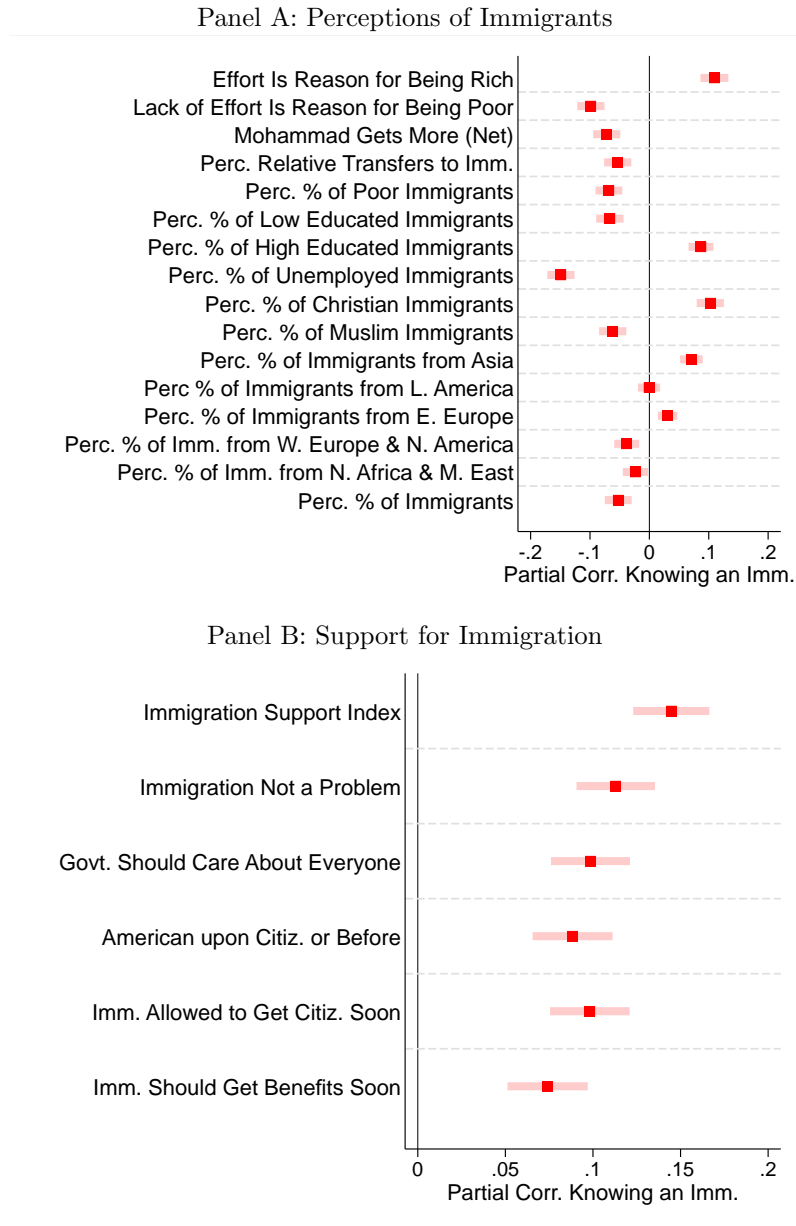 Panel A: Perceptions of Immigrants
Effort Is Reason for Being Rich
Lack of Effort Is Reason for Being Poor
Mohammad Gets More (Net)
Perc. Relative Transfers to Imm.
Perc. % of Poor Immigrants
Perc. % of Low Educated Immigrants
Perc. % of High Educated Immigrants
Perc. % of Unemployed Immigrants
Perc. % of Christian Immigrants
Perc. % of Muslim Immigrants
Perc. % of Immigrants from Asia
Perc % of Immigrants from L. America
Perc. % of Immigrants from E. Europe
Perc. % of Imm. from W. Europe & N. America
Perc. % of Imm. from N. Africa & M. East
Perc. % of Immigrants
-.2 -.1 0 .1 .2
Partial Corr. Knowing an Imm.
Panel B: Support for Immigration
Immigration Support Index
Immigration Not a Problem
Govt. Should Care About Everyone
American upon Citiz. or Before
Imm. Allowed to Get Citiz. Soon
Imm. Should Get Benefits Soon
0 .05 .1 .15 .2
Partial Corr. Knowing an Imm.